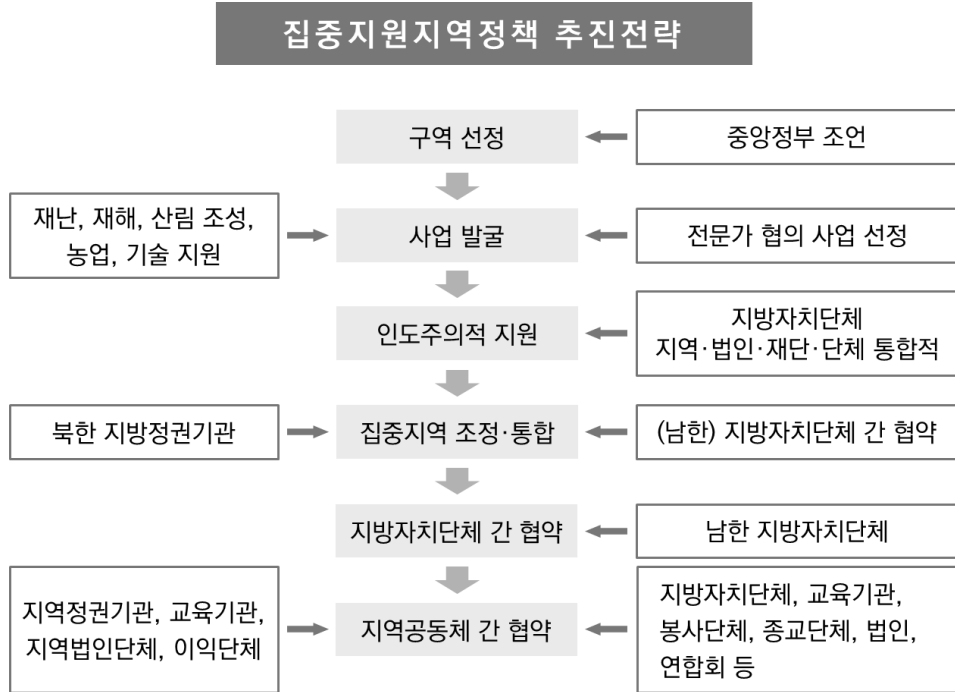 집중지원지역정책 추진전략
구역 선정
중앙정부 조언
재난, 재해, 산림 조성,
농업, 기술 지원
사업 발굴
전문가 협의 사업 선정
인도주의적 지원
지방자치단체
지역·법인·재단·단체 통합적
북한 지방정권기관
집중지역 조정·통합
(남한) 지방자치단체 간 협약
지방자치단체 간 협약
남한 지방자치단체
지역정권기관, 교육기관,
지역법인단체, 이익단체
지역공동체 간 협약
지방자치단체, 교육기관,
봉사단체, 종교단체, 법인,
연합회 등